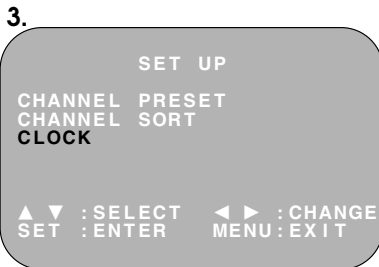 3.
SET UP
CHANNEL PRESET
CHANNEL SORT
CLOCK
▲ ▼ :SELECT ◀ ▶ :CHANGE
SET :ENTER MENU:EXIT